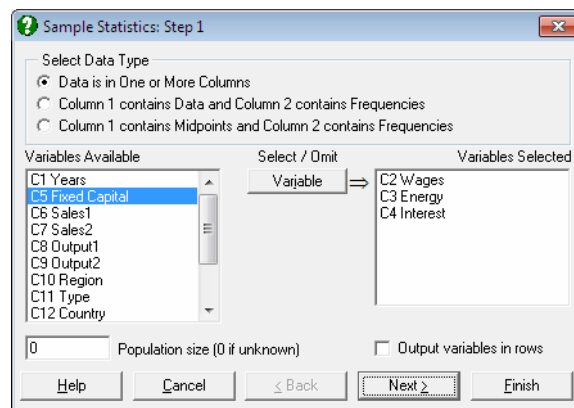 Sample Statistics: Step 1
Select Data Type
Data is in One or More Columns
Column 1 contains Data and Column 2 contains Frequencies
Column 1 contains Midpoints and Column 2 contains Frequencies
Variables Available
Select / Omit
Variables Selected
C1 Years
C5 Fixed Capital
C6 Sales1
C7 Sales2
C8 Output1
C9 Output2
C10 Region
C11 Type
C12 Country
Variable
C2 Wages
C3 Energy
C4 Interest
0
Population size (0 if unknown)
Output variables in rows
Help
Cancel
< Back
Next >
Finish